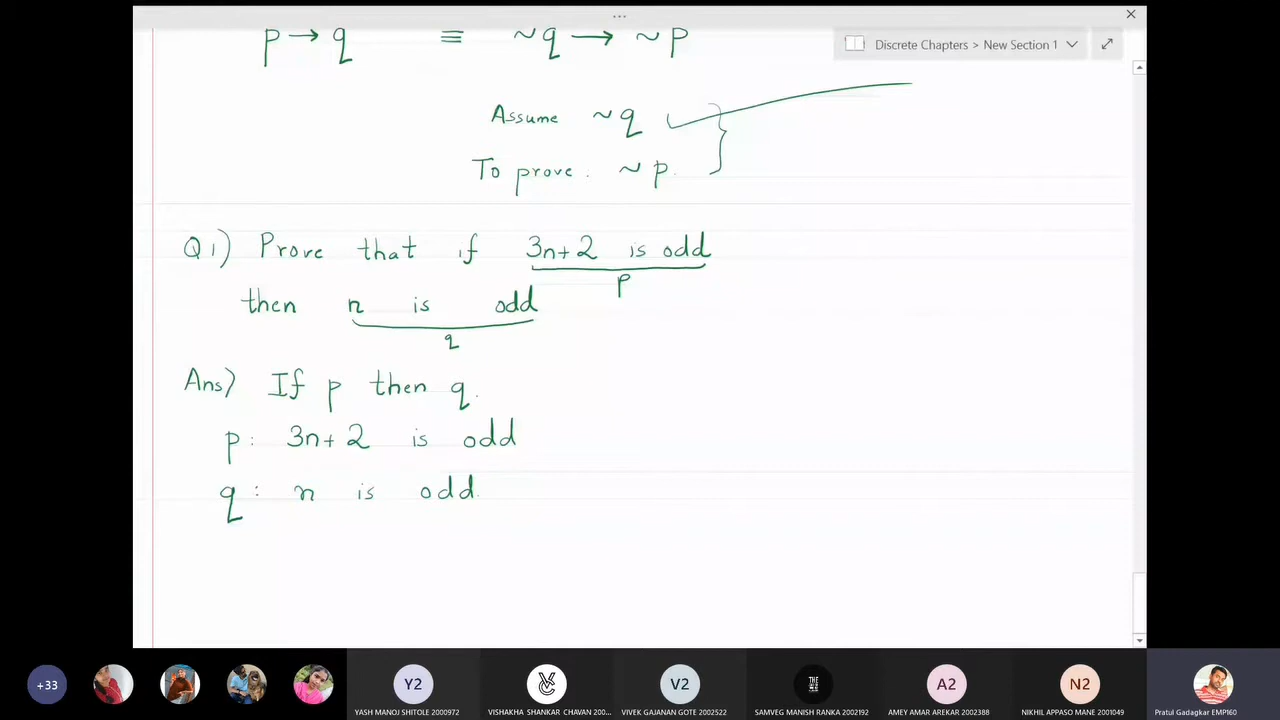 p → q ≡ ~q → ~p
Discrete Chapters > New Section 1
Assume ~q
To prove: ~p.
Q1) Prove that if 3n+2 is odd
p
then n is odd
q
Ans) If p then q.
p: 3n+2 is odd
q: n is odd.
+33
Y2
V2
THE
A2
N2
YASH MANOJ SHITOLE 2000972
VISHAKHA SHANKAR CHAVAN 200...
VIVEK GAJANAN GOTE 2002522
SAMVEG MANISH RANKA 2002192
AMEY AMAR AREKAR 2002388
NIKHIL APPASO MANE 2001049
Pratul Gadagkar EMP160